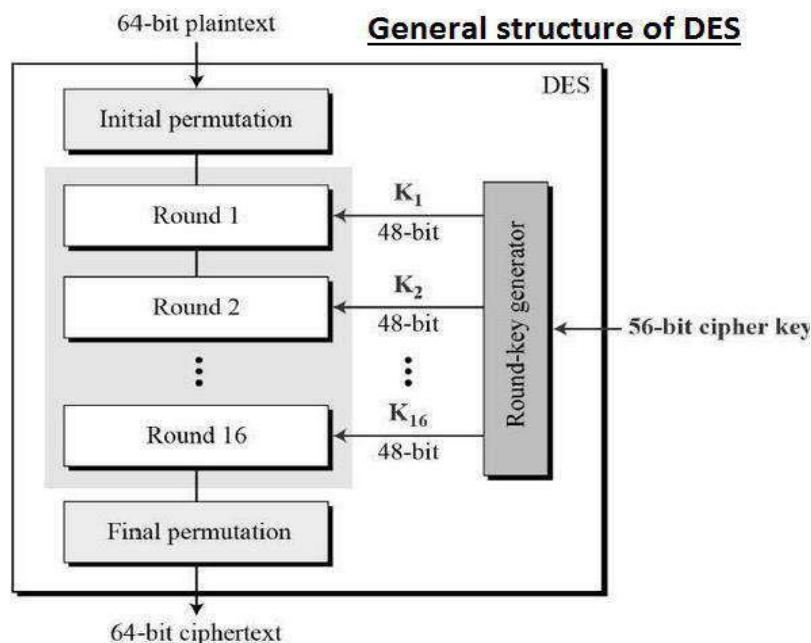 64-bit plaintext
General structure of DES
DES
Initial permutation
Round 1
K1
48-bit
Round 2
K2
48-bit
Round-key generator
56-bit cipher key
Round 16
K16
48-bit
Final permutation
64-bit ciphertext